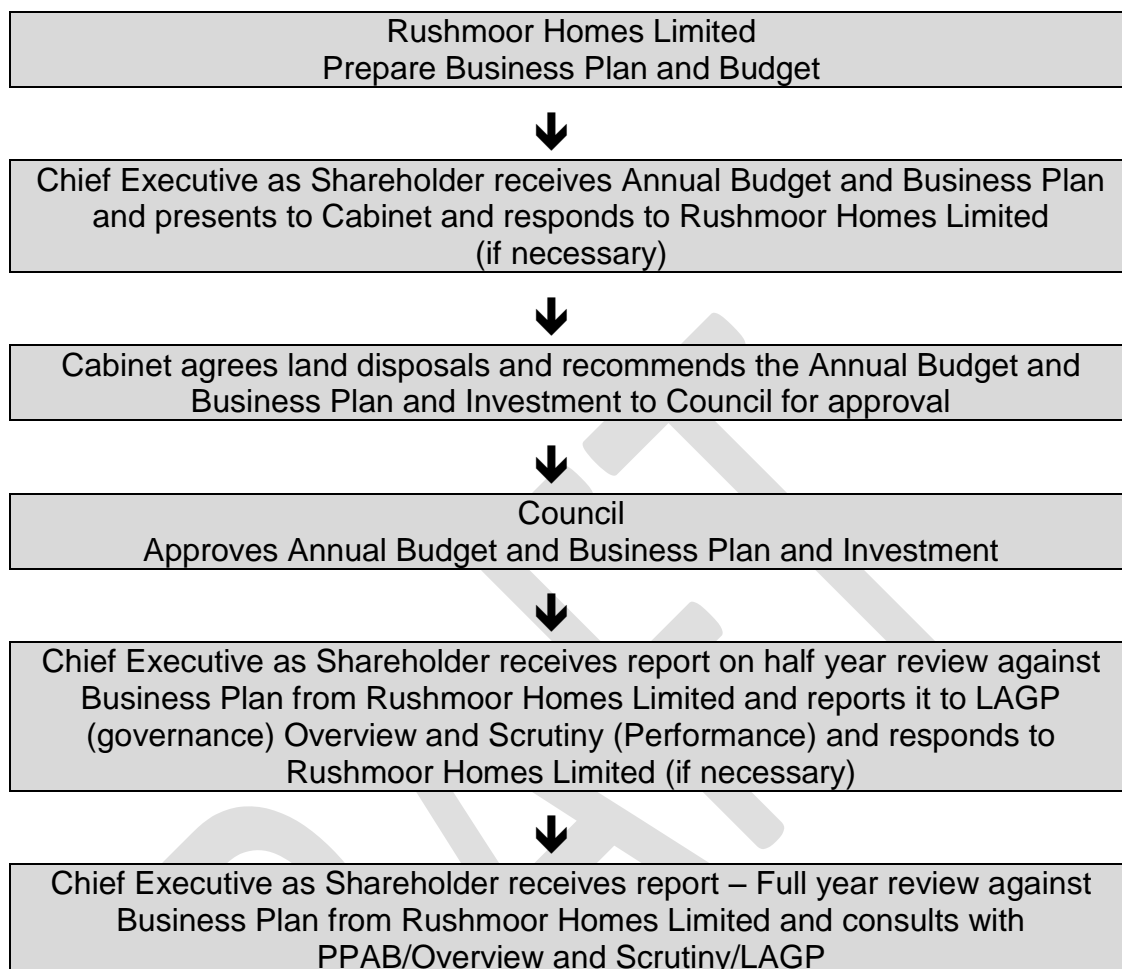 Rushmoor Homes Limited
Prepare Business Plan and Budget
Chief Executive as Shareholder receives Annual Budget and Business Plan
and presents to Cabinet and responds to Rushmoor Homes Limited
(if necessary)
Cabinet agrees land disposals and recommends the Annual Budget and
Business Plan and Investment to Council for approval
Council
Approves Annual Budget and Business Plan and Investment
Chief Executive as Shareholder receives report on half year review against
Business Plan from Rushmoor Homes Limited and reports it to LAGP
(governance) Overview and Scrutiny (Performance) and responds to
Rushmoor Homes Limited (if necessary)
Chief Executive as Shareholder receives report – Full year review against
Business Plan from Rushmoor Homes Limited and consults with
PPAB/Overview and Scrutiny/LAGP
DRAFT